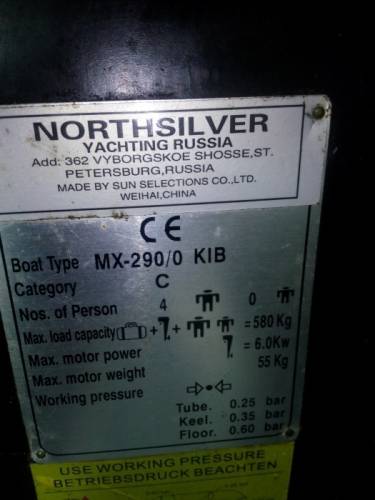 NORTHSILVER
YACHTING RUSSIA
Add: 362 VYBORGSKOE SHOSSE,ST.
PETERSBURG,RUSSIA
MADE BY SUN SELECTIONS CO.,LTD.
WEIHAI,CHINA
CE
Boat Type MX-290/0 KIB
Category C
Nos. of Person 4 0
Max. load capacity + + = 580 Kg
Max. motor power = 6.0Kw
Max. motor weight 55 Kg
Working pressure
Tube. 0.25 bar
Keel. 0.35 bar
Floor. 0.60 bar
USE WORKING PRESSURE
BETRIEBSDRUCK BEACHTEN